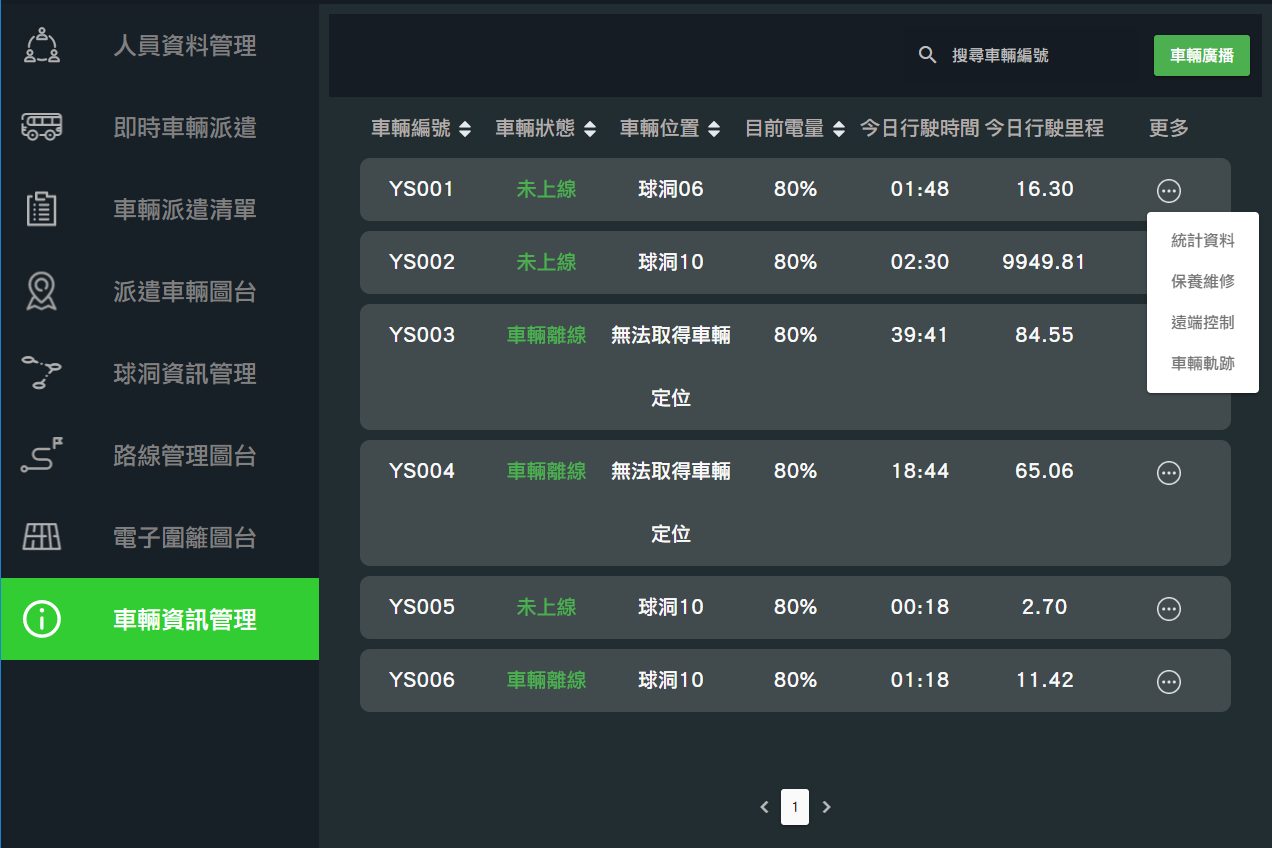 人員資料管理
即時車輛派遣
車輛派遣清單
派遣車輛圖台
球洞資訊管理
路線管理圖台
電子圍籬圖台
車輛資訊管理
搜尋車輛編號
車輛廣播
車輛編號 車輛狀態 車輛位置 目前電量 今日行駛時間 今日行駛里程 更多
YS001 未上線 球洞06 80% 01:48 16.30
YS002 未上線 球洞10 80% 02:30 9949.81
YS003 車輛離線 無法取得車輛 80% 39:41 84.55
定位
YS004 車輛離線 無法取得車輛 80% 18:44 65.06
定位
YS005 未上線 球洞10 80% 00:18 2.70
YS006 車輛離線 球洞10 80% 01:18 11.42
統計資料
保養維修
遠端控制
車輛軌跡
1